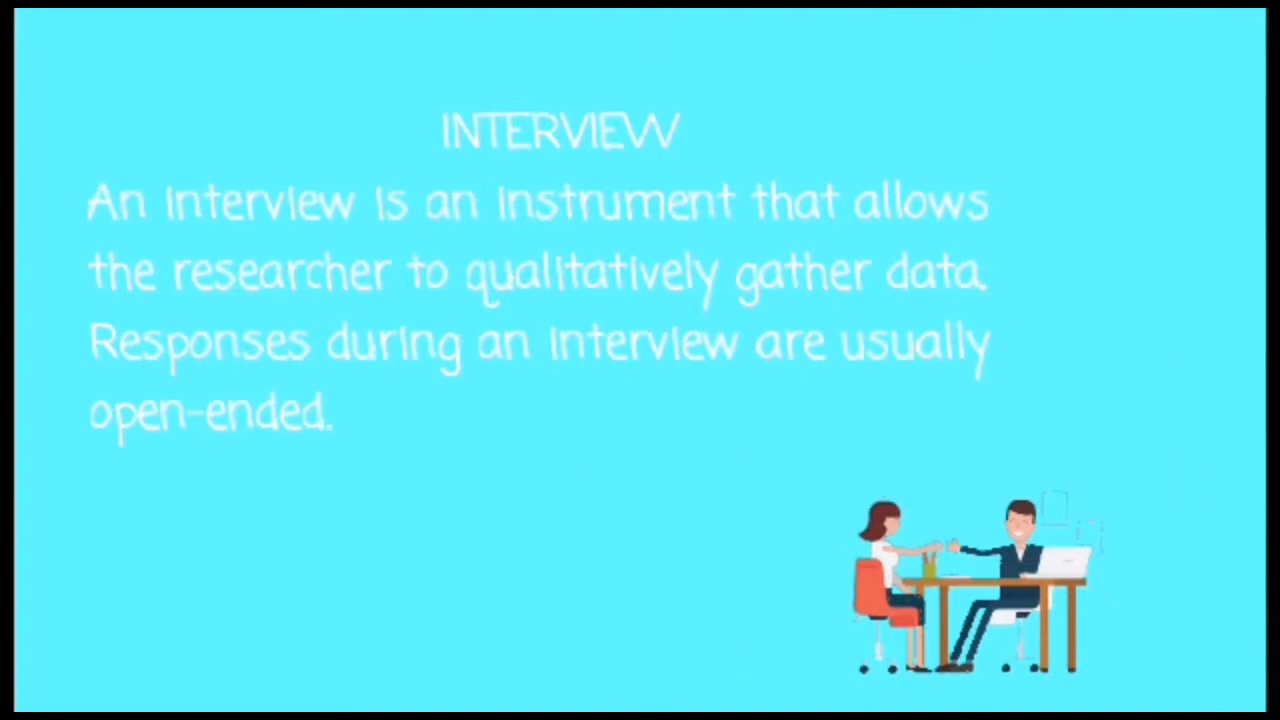 INTERVIEW
An interview is an instrument that allows
the researcher to qualitatively gather data.
Responses during an interview are usually
open-ended.